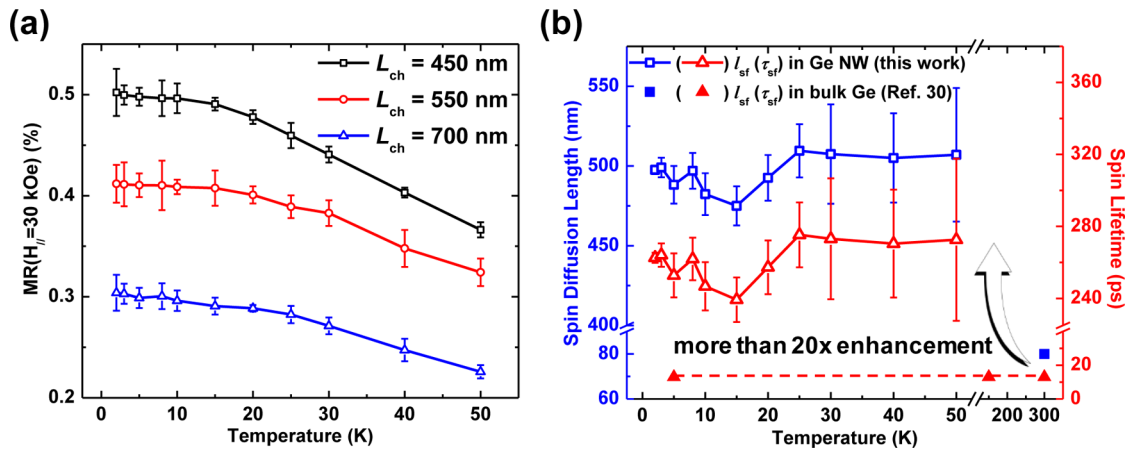 (a)
MR(H//=30 kOe) (%)
0.5
0.4
0.3
0.2
Lch = 450 nm
Lch = 550 nm
Lch = 700 nm
0 10 20 30 40 50
Temperature (K)
(b)
Spin Diffusion Length (nm)
550
500
450
400
80
60
( ) lsf (τsf) in Ge NW (this work)
( ) lsf (τsf) in bulk Ge (Ref. 30)
more than 20x enhancement
360
320
280
240
20
10
0
Spin Lifetime (ps)
0 10 20 30 40 50 200 300
Temperature (K)